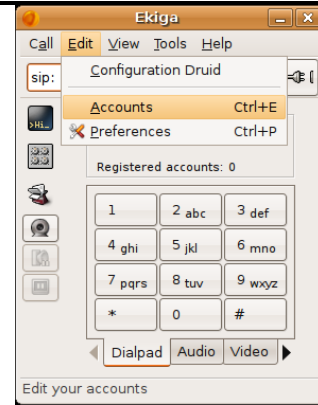 Ekiga
Call Edit View Tools Help
sip:
Configuration Druid
Accounts Ctrl+E
Preferences Ctrl+P
Registered accounts: 0
1 2 abc 3 def
4 ghi 5 jkl 6 mno
7 pqrs 8 tuv 9 wxyz
* 0 #
Dialpad Audio Video
Edit your accounts